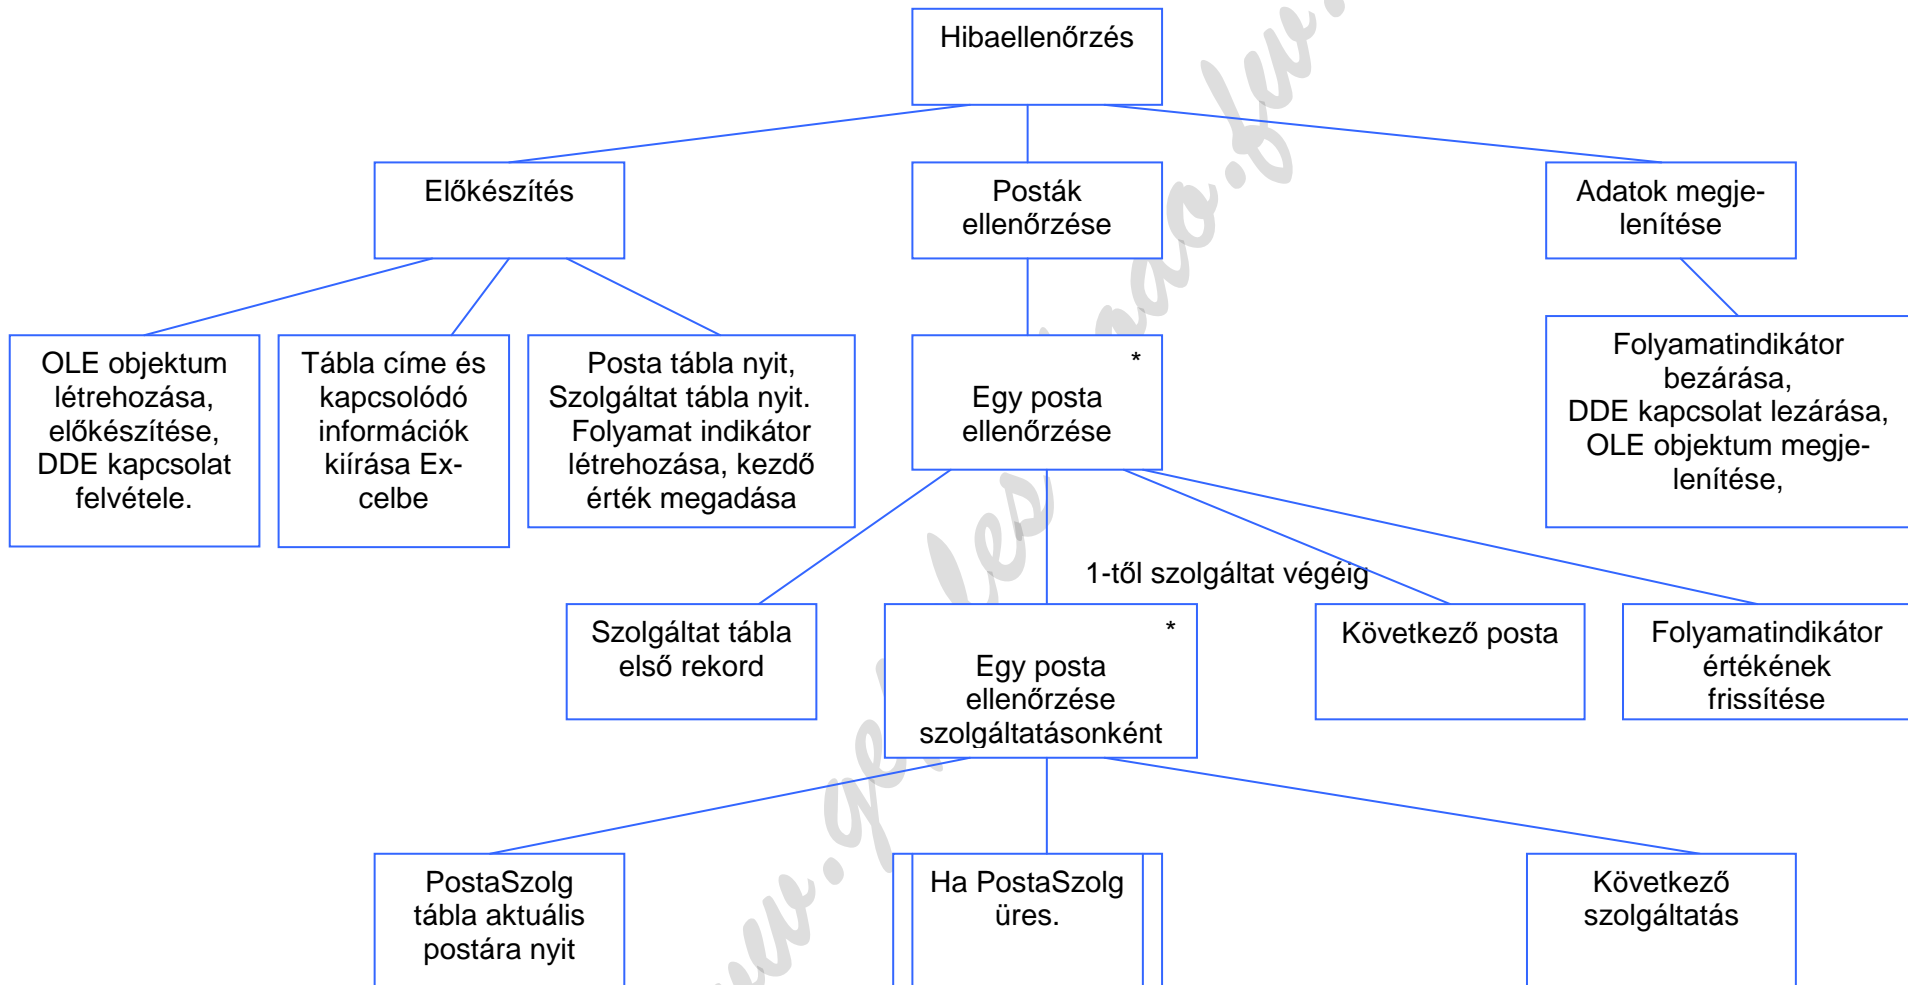 Hibaellenőrzés
Előkészítés
Posták
ellenőrzése
Adatok megje-
lenítése
OLE objektum
létrehozása,
előkészítése,
DDE kapcsolat
felvétele.
Tábla címe és
kapcsolódó
információk
kiírása Ex-
celbe
Posta tábla nyit,
Szolgáltat tábla nyit.
Folyamat indikátor
létrehozása, kezdő
érték megadása
*
Egy posta
ellenőrzése
Folyamatindikátor
bezárása,
DDE kapcsolat lezárása,
OLE objektum megje-
lenítése,
1-től szolgáltat végéig
Szolgáltat tábla
első rekord
*
Egy posta
ellenőrzése
szolgáltatásonként
Következő posta
Folyamatindikátor
értékének
frissítése
PostaSzolg
tábla aktuális
postára nyit
Ha PostaSzolg
üres.
Következő
szolgáltatás